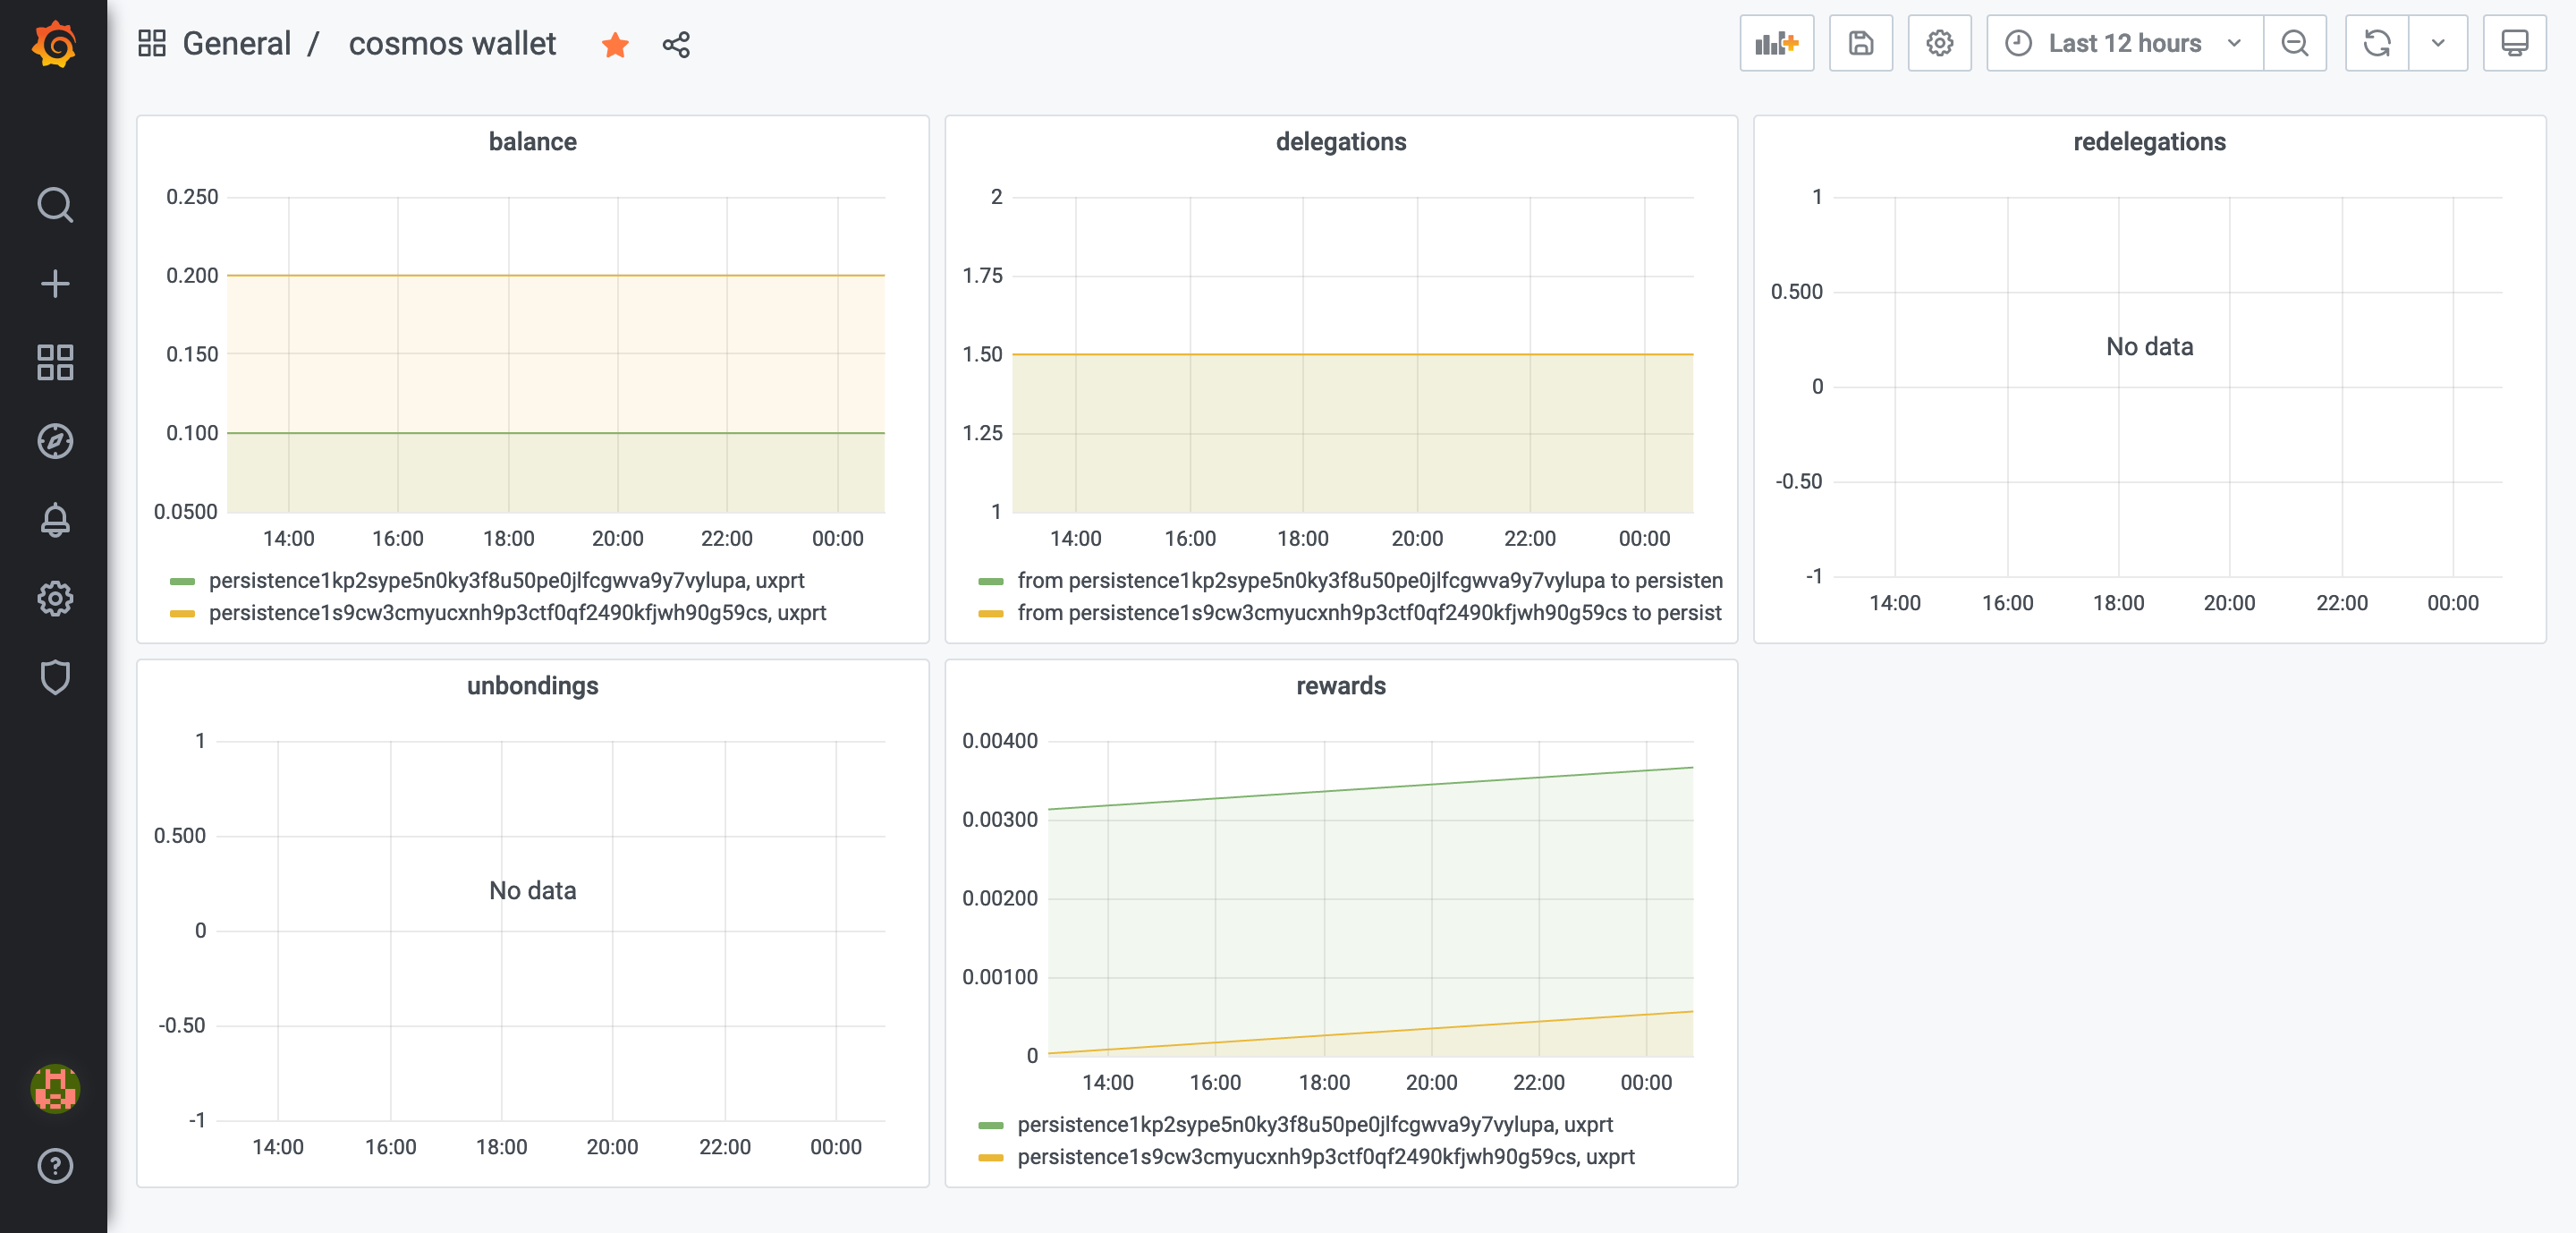 General / cosmos wallet
Last 12 hours
balance
0.250
0.200
0.150
0.100
0.0500
14:00 16:00 18:00 20:00 22:00 00:00
persistence1kp2sype5n0ky3f8u50pe0jlfcgwva9y7vylupa, uxprt
persistence1s9cw3cmyucxnh9p3ctf0qf2490kfjwh90g59cs, uxprt
delegations
2
1.75
1.50
1.25
1
14:00 16:00 18:00 20:00 22:00 00:00
from persistence1kp2sype5n0ky3f8u50pe0jlfcgwva9y7vylupa to persisten
from persistence1s9cw3cmyucxnh9p3ctf0qf2490kfjwh90g59cs to persist
redelegations
1
0.500
No data
0
-0.50
-1
14:00 16:00 18:00 20:00 22:00 00:00
unbondings
1
0.500
No data
0
-0.50
-1
14:00 16:00 18:00 20:00 22:00 00:00
rewards
0.00400
0.00300
0.00200
0.00100
0
14:00 16:00 18:00 20:00 22:00 00:00
persistence1kp2sype5n0ky3f8u50pe0jlfcgwva9y7vylupa, uxprt
persistence1s9cw3cmyucxnh9p3ctf0qf2490kfjwh90g59cs, uxprt